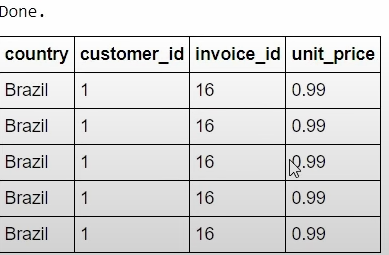 Done.
country customer_id invoice_id unit_price
Brazil 1 16 0.99
Brazil 1 16 0.99
Brazil 1 16 0.99
Brazil 1 16 0.99
Brazil 1 16 0.99